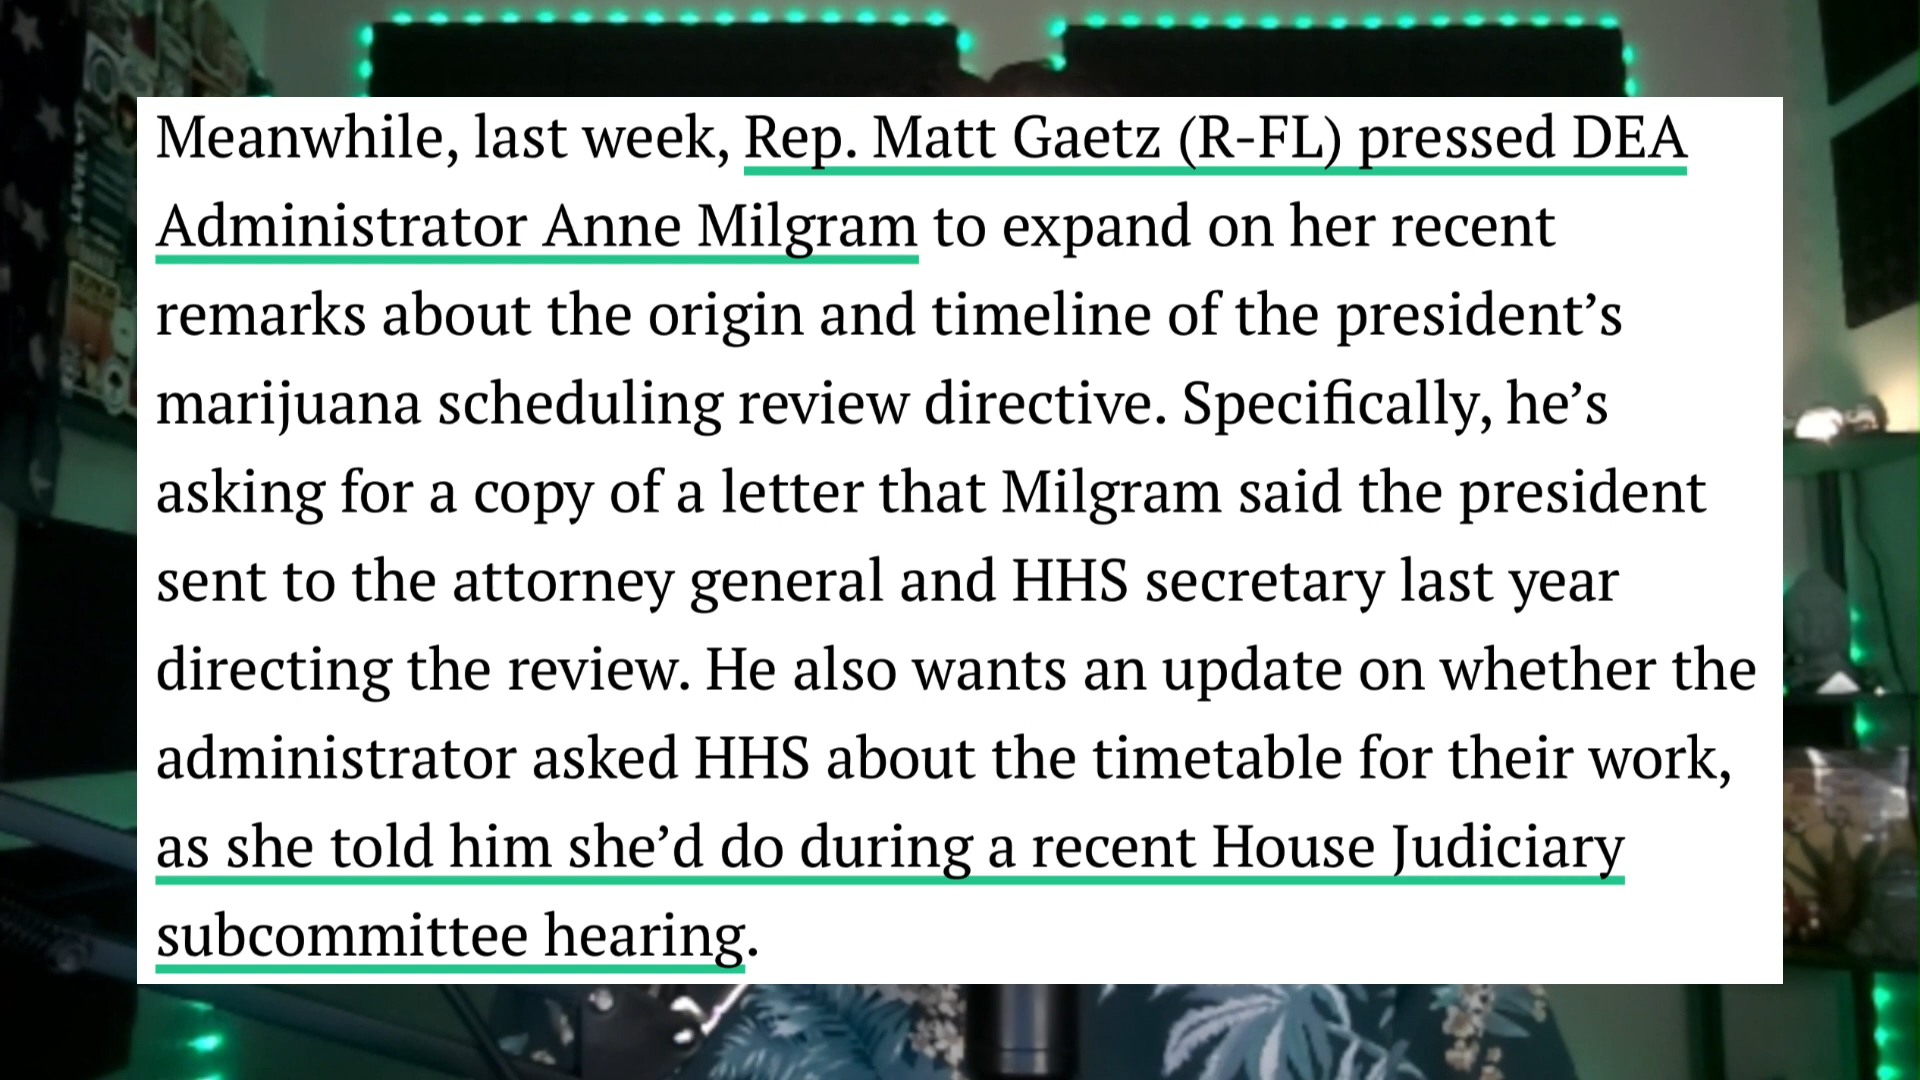 Meanwhile, last week, Rep. Matt Gaetz (R-FL) pressed DEA
Administrator Anne Milgram to expand on her recent
remarks about the origin and timeline of the president’s
marijuana scheduling review directive. Specifically, he’s
asking for a copy of a letter that Milgram said the president
sent to the attorney general and HHS secretary last year
directing the review. He also wants an update on whether the
administrator asked HHS about the timetable for their work,
as she told him she’d do during a recent House Judiciary
subcommittee hearing.